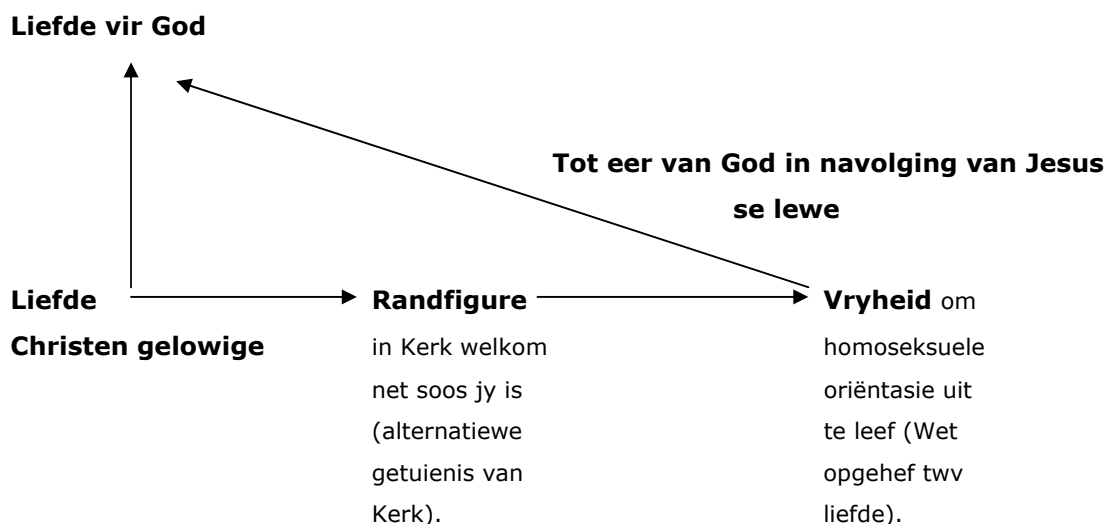 Liefde vir God
Tot eer van God in navolging van Jesus
se lewe
Liefde
Christen gelowige
Randfigure
in Kerk welkom
net soos jy is
(alternatiewe
getuienis van
Kerk).
Vryheid om
homoseksuele
oriëntasie uit
te leef (Wet
opgehef twv
liefde).